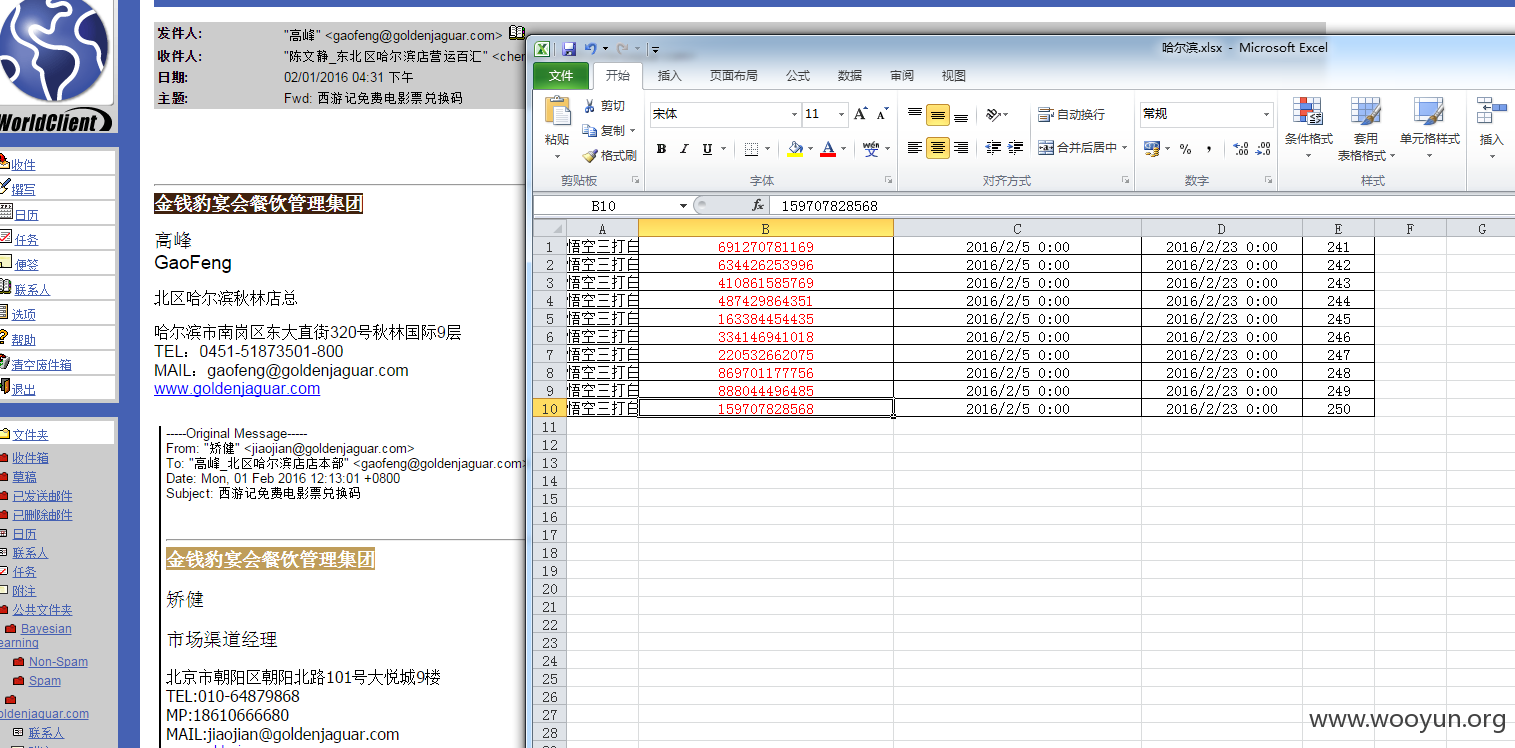 发件人: "高峰" <gaofeng@goldenjaguar.com>
收件人: "陈文静_东北区哈尔滨店营运百汇" <cher
日期: 02/01/2016 04:31 下午
主题: Fwd: 西游记免费电影票兑换码
WorldClient
收件
撰写
日历
任务
便签
联系人
选项
帮助
清空废件箱
退出
文件夹
收件箱
草稿
已发送邮件
已删除邮件
日历
联系人
任务
附注
公共文件夹
Bayesian
earning
Non-Spam
Spam
oldenjaguar.com
联系人
金钱豹宴会餐饮管理集团
高峰
GaoFeng
北区哈尔滨秋林店总
哈尔滨市南岗区东大直街320号秋林国际9层
TEL：0451-51873501-800
MAIL：gaofeng@goldenjaguar.com
www.goldenjaguar.com
-----Original Message-----
From: "矫健" <jiaojian@goldenjaguar.com>
To: "高峰_北区哈尔滨店店本部" <gaofeng@goldenjaguar.com>
Date: Mon, 01 Feb 2016 12:13:01 +0800
Subject: 西游记免费电影票兑换码
金钱豹宴会餐饮管理集团
矫健
市场渠道经理
北京市朝阳区朝阳北路101号大悦城9楼
TEL:010-64879868
MP:18610666680
MAIL:jiaojian@goldenjaguar.com
哈尔滨.xlsx - Microsoft Excel
文件 开始 插入 页面布局 公式 数据 审阅 视图
粘贴 剪切 复制 格式刷 剪贴板
宋体 11 B I U A 字体
自动换行 合并后居中 对齐方式
常规 % , 数字
条件格式 套用 表格格式 单元格样式 样式
插入
B10 fx 159707828568
A B C D E F G
1 悟空三打白 691270781169 2016/2/5 0:00 2016/2/23 0:00 241
2 悟空三打白 634426253996 2016/2/5 0:00 2016/2/23 0:00 242
3 悟空三打白 410861585769 2016/2/5 0:00 2016/2/23 0:00 243
4 悟空三打白 487429864351 2016/2/5 0:00 2016/2/23 0:00 244
5 悟空三打白 163384454435 2016/2/5 0:00 2016/2/23 0:00 245
6 悟空三打白 334146941018 2016/2/5 0:00 2016/2/23 0:00 246
7 悟空三打白 220532662075 2016/2/5 0:00 2016/2/23 0:00 247
8 悟空三打白 869701177756 2016/2/5 0:00 2016/2/23 0:00 248
9 悟空三打白 888044496485 2016/2/5 0:00 2016/2/23 0:00 249
10 悟空三打白 159707828568 2016/2/5 0:00 2016/2/23 0:00 250
11
12
13
14
15
16
17
18
19
20
21
22
23
24
25
26
27
28
www.wooyun.org